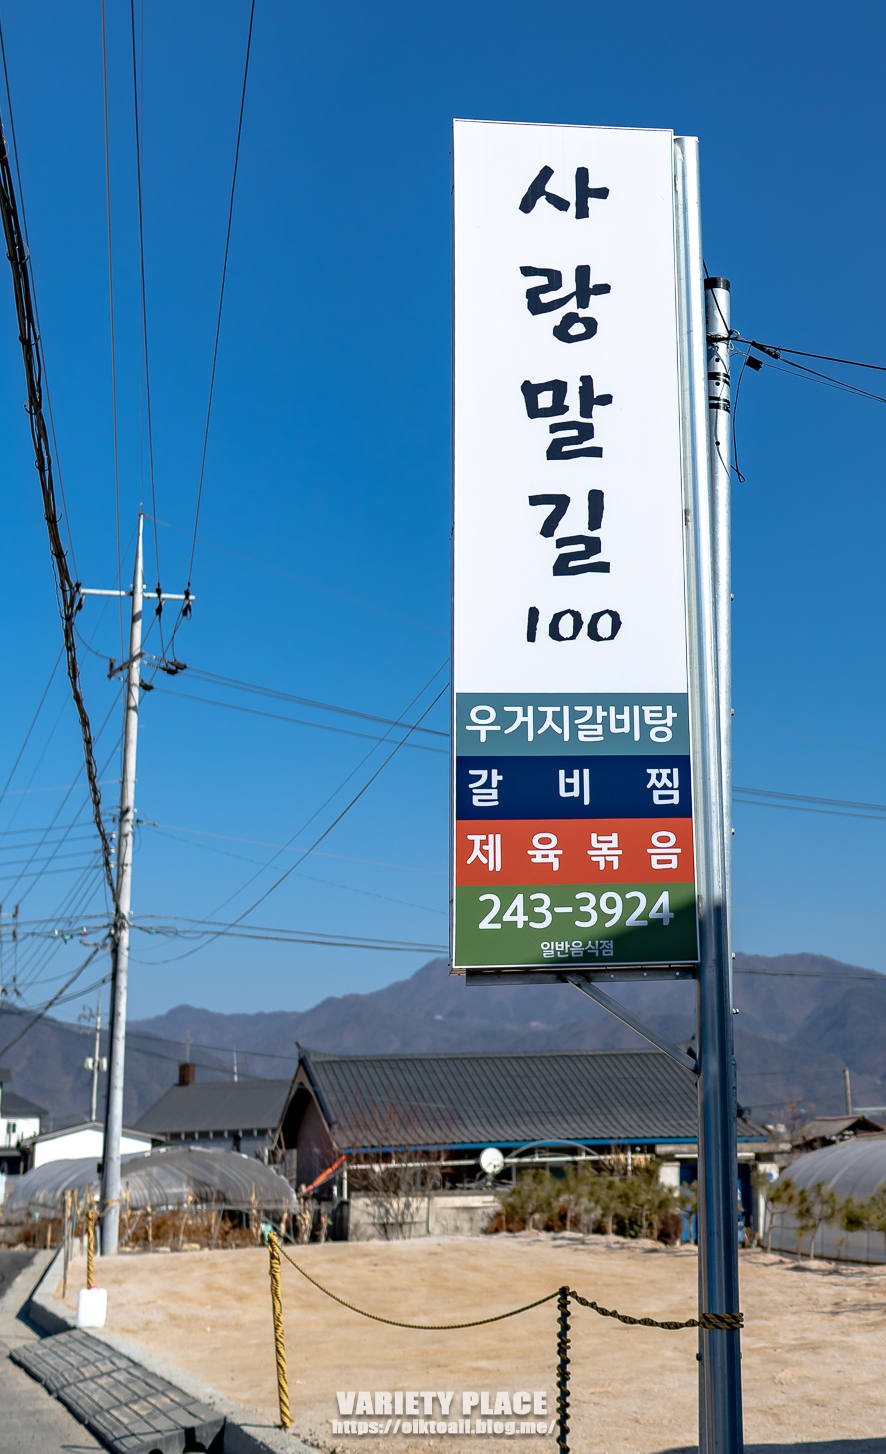 사랑말길
100
우거지갈비탕
갈비찜
제육볶음
243-3924
일반음식점
VARIETY PLACE
https://oiktoail.blog.me/